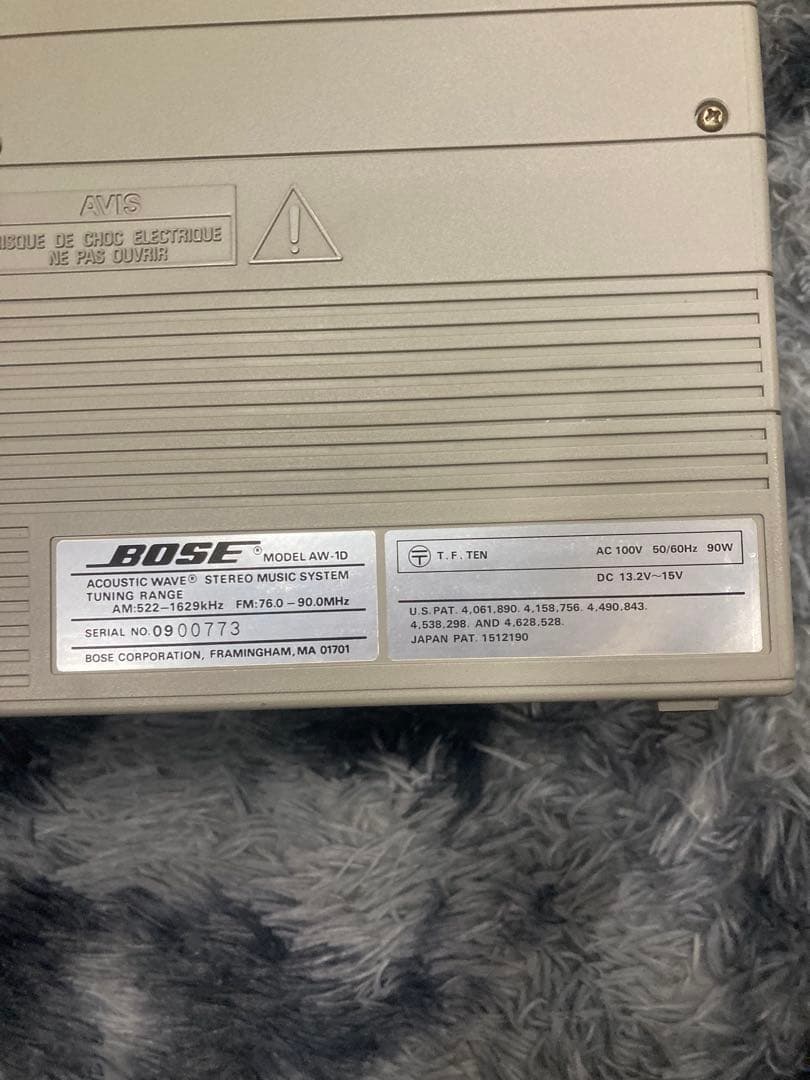 AVIS
RISQUE DE CHOC ELECTRIQUE
NE PAS OUVRIR
BOSE® MODEL AW-1D
ACOUSTIC WAVE® STEREO MUSIC SYSTEM
TUNING RANGE
AM:522–1629kHz FM:76.0–90.0MHz
SERIAL NO.0900773
BOSE CORPORATION, FRAMINGHAM, MA 01701
T.F.TEN AC 100V 50/60Hz 90W
DC 13.2V~15V
U.S.PAT. 4,061,890. 4,158,756. 4,490.843.
4,538,298. AND 4,628,528.
JAPAN PAT. 1512190